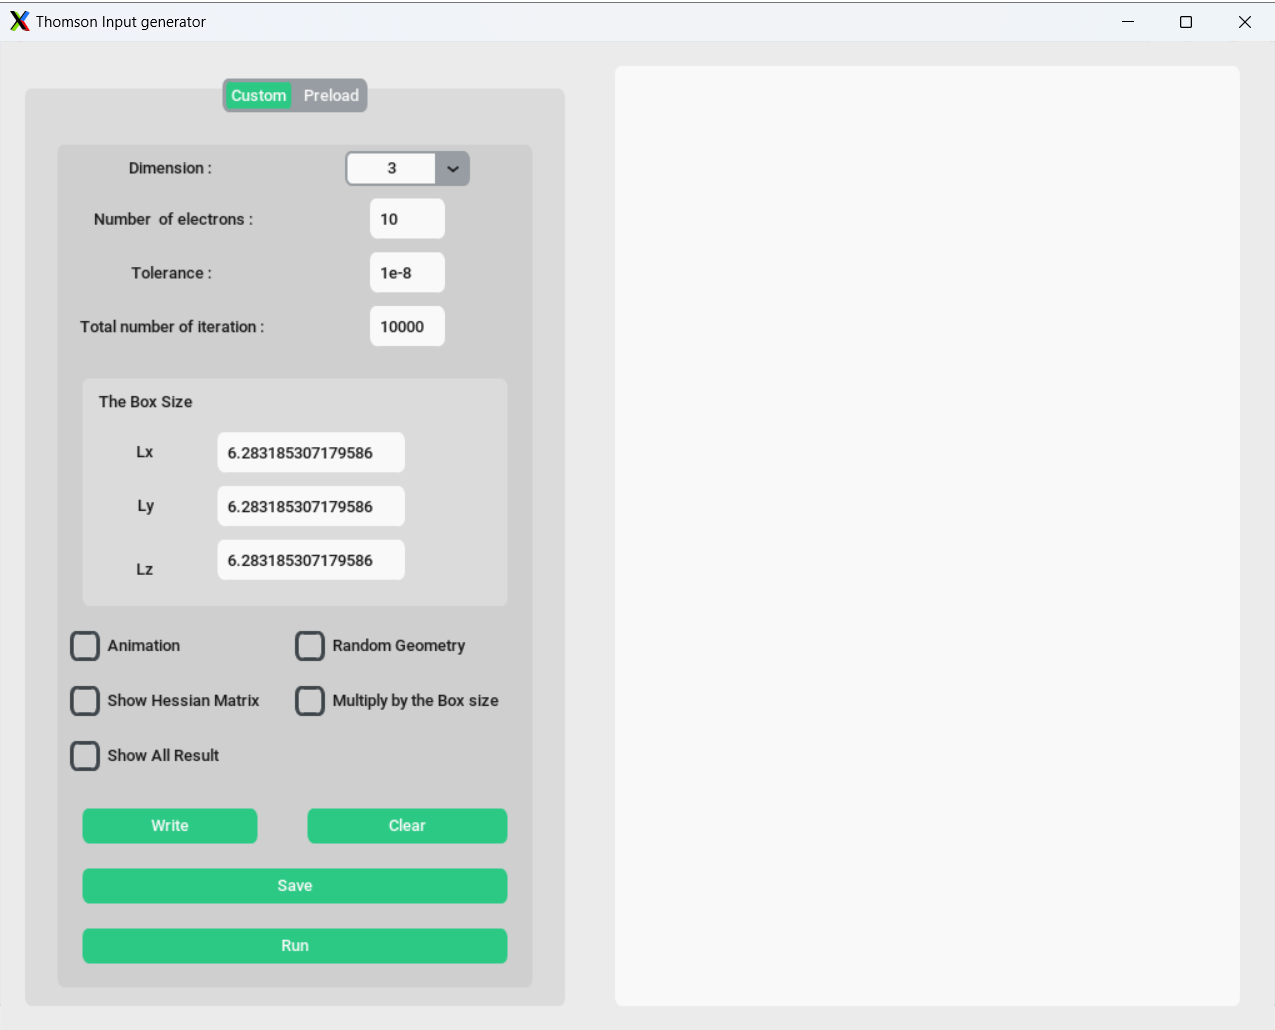 Thomson Input generator
Custom Preload
Dimension : 3
Number of electrons : 10
Tolerance : 1e-8
Total number of iteration : 10000
The Box Size
Lx 6.283185307179586
Ly 6.283185307179586
Lz 6.283185307179586
Animation Random Geometry
Show Hessian Matrix Multiply by the Box size
Show All Result
Write Clear
Save
Run